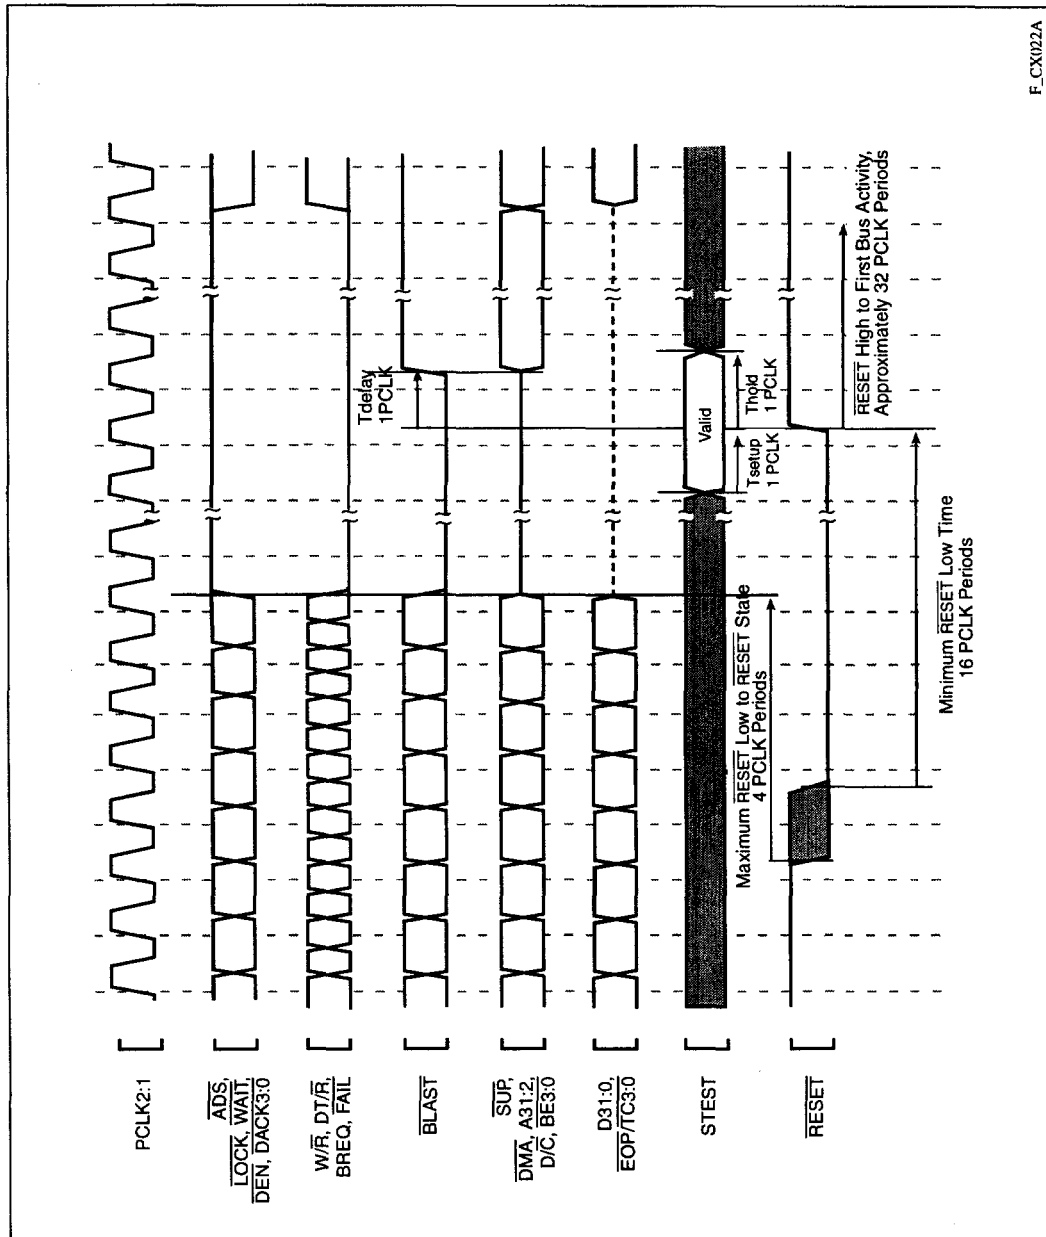 PCLK2:1
ADS,
LOCK, WAIT,
DEN, DACK3:0
W/R, DT/R,
BREQ, FAIL
BLAST
SUP,
DMA, A31:2,
D/C, BE3:0
D31:0,
EOP/TC3:0
STEST
RESET
Tdelay
1PCLK
Valid
Tsetup
1 PCLK
Thold
1 PCLK
Maximum RESET Low to RESET State
4 PCLK Periods
Minimum RESET Low Time
16 PCLK Periods
RESET High to First Bus Activity,
Approximately 32 PCLK Periods
F_CX022A